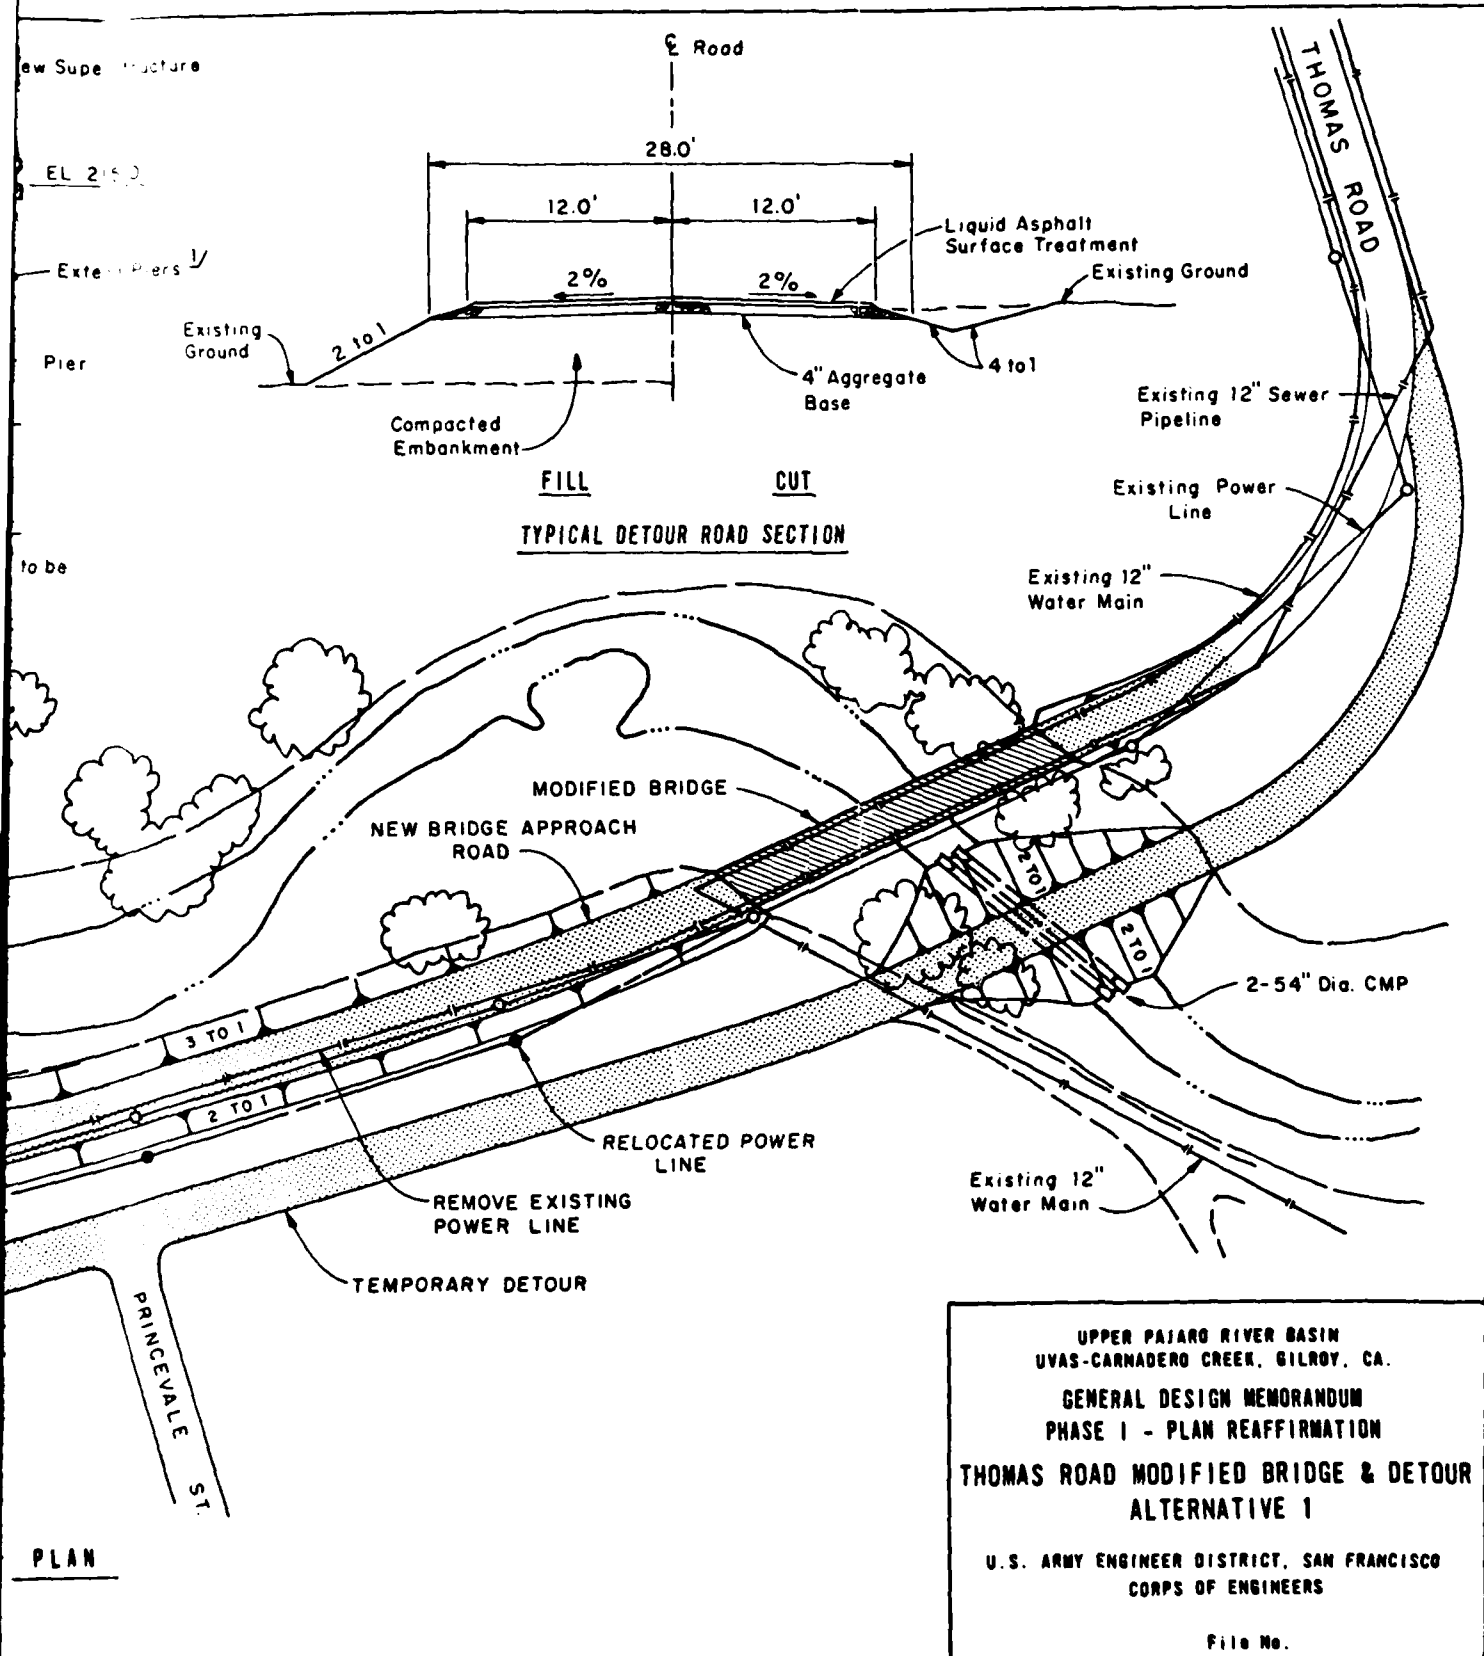 ℄ Road
28.0'
12.0'
12.0'
Liquid Asphalt
Surface Treatment
2%
2%
Existing Ground
Existing
Ground
2 to 1
4" Aggregate
Base
4 to 1
Compacted
Embankment
FILL
CUT
TYPICAL DETOUR ROAD SECTION
EL
1/
Pier
to be
THOMAS ROAD
Existing 12" Sewer
Pipeline
Existing Power
Line
Existing 12"
Water Main
MODIFIED BRIDGE
NEW BRIDGE APPROACH
ROAD
2 TO 1
2 TO 1
2-54" Dia. CMP
3 TO 1
2 TO 1
RELOCATED POWER
LINE
REMOVE EXISTING
POWER LINE
Existing 12"
Water Main
TEMPORARY DETOUR
PRINCEVALE ST.
PLAN
UPPER PAJARO RIVER BASIN
UVAS-CARNADERO CREEK, GILROY, CA.
GENERAL DESIGN MEMORANDUM
PHASE I - PLAN REAFFIRMATION
THOMAS ROAD MODIFIED BRIDGE & DETOUR
ALTERNATIVE 1
U.S. ARMY ENGINEER DISTRICT, SAN FRANCISCO
CORPS OF ENGINEERS
File No.